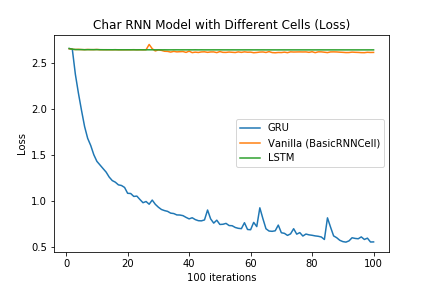 Char RNN Model with Different Cells (Loss)
2.5
2.0
1.5
1.0
0.5
Loss
GRU
Vanilla (BasicRNNCell)
LSTM
0
20
40
60
80
100
100 iterations